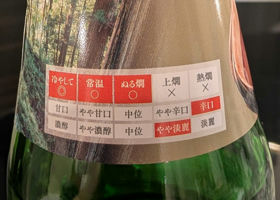 冷やして 常温 ぬる燗 上燗 熱燗
◎ ○ ○ × ×
甘口 やや甘口 中位 やや辛口 辛口
濃醇 やや濃醇 中位 やや淡麗 淡麗